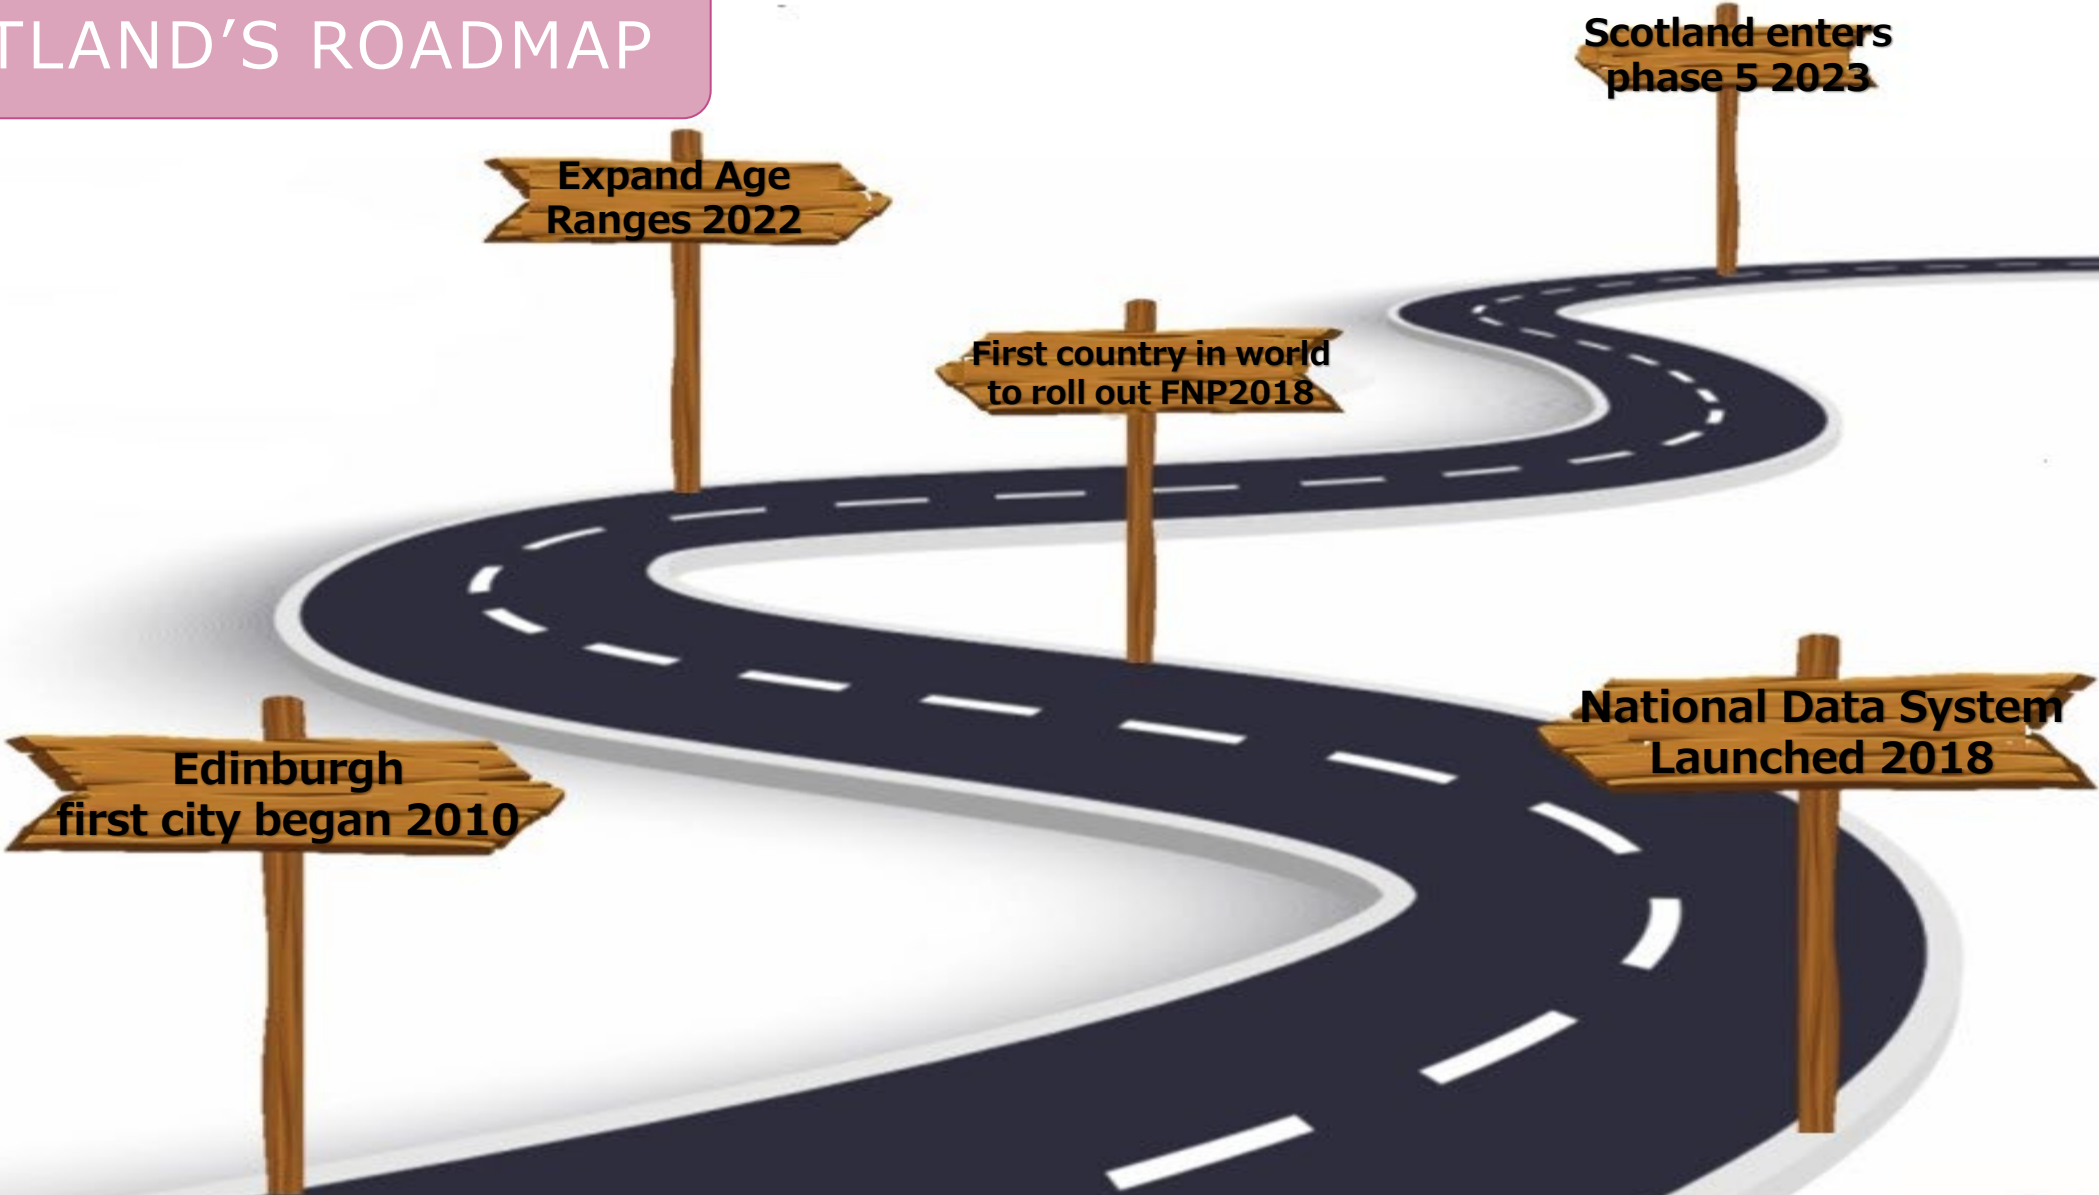 TLAND’S ROADMAP
Scotland enters
phase 5 2023
Expand Age
Ranges 2022
First country in world
to roll out FNP2018
National Data System
Launched 2018
Edinburgh
first city began 2010